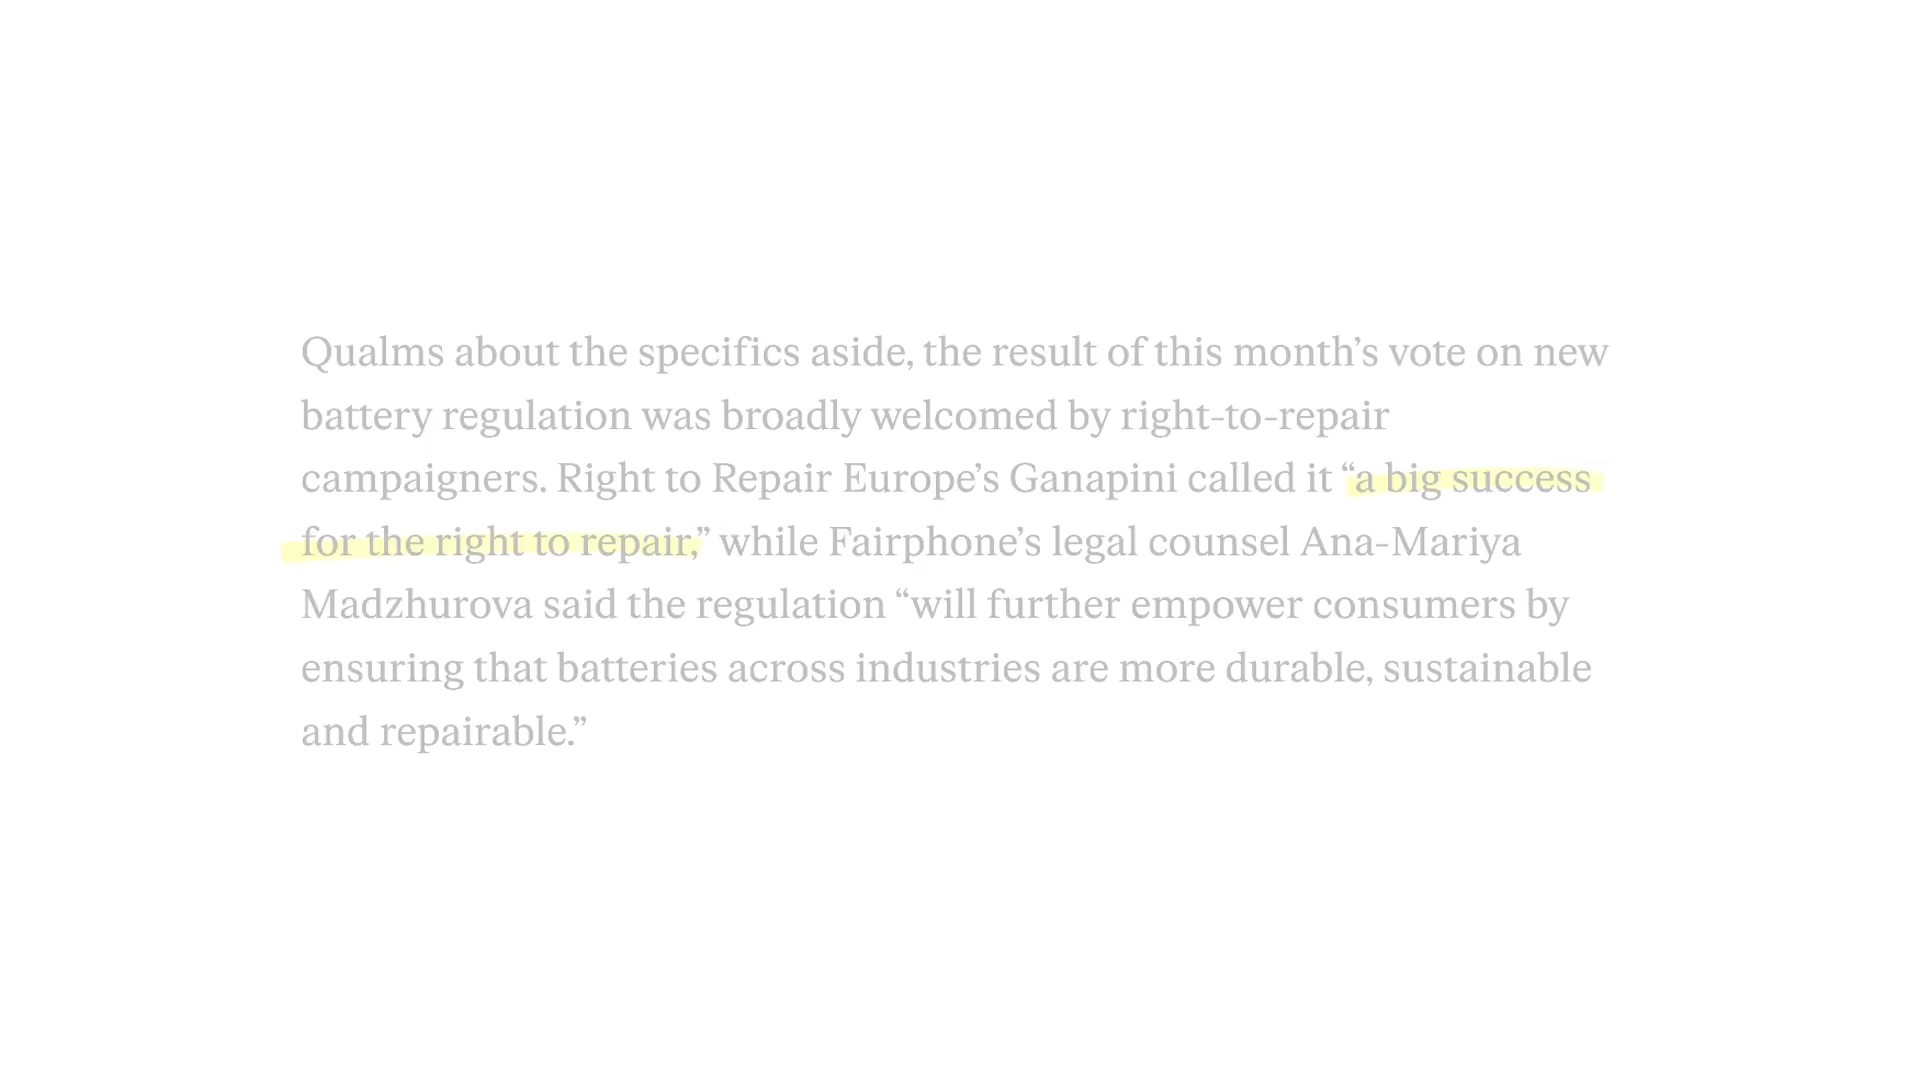 Qualms about the specifics aside, the result of this month’s vote on new
battery regulation was broadly welcomed by right-to-repair
campaigners. Right to Repair Europe’s Ganapini called it “a big success
for the right to repair,” while Fairphone’s legal counsel Ana-Mariya
Madzhurova said the regulation “will further empower consumers by
ensuring that batteries across industries are more durable, sustainable
and repairable.”